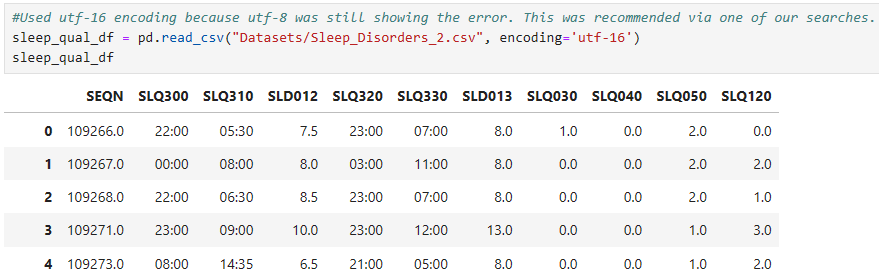 #Used utf-16 encoding because utf-8 was still showing the error. This was recommended via one of our searches.
sleep_qual_df = pd.read_csv("Datasets/Sleep_Disorders_2.csv", encoding='utf-16')
sleep_qual_df
SEQN SLQ300 SLQ310 SLD012 SLQ320 SLQ330 SLD013 SLQ030 SLQ040 SLQ050 SLQ120
0 109266.0 22:00 05:30 7.5 23:00 07:00 8.0 1.0 0.0 2.0 0.0
1 109267.0 00:00 08:00 8.0 03:00 11:00 8.0 0.0 0.0 2.0 2.0
2 109268.0 22:00 06:30 8.5 23:00 07:00 8.0 0.0 0.0 2.0 1.0
3 109271.0 23:00 09:00 10.0 23:00 12:00 13.0 0.0 0.0 1.0 3.0
4 109273.0 08:00 14:35 6.5 21:00 05:00 8.0 0.0 0.0 1.0 2.0